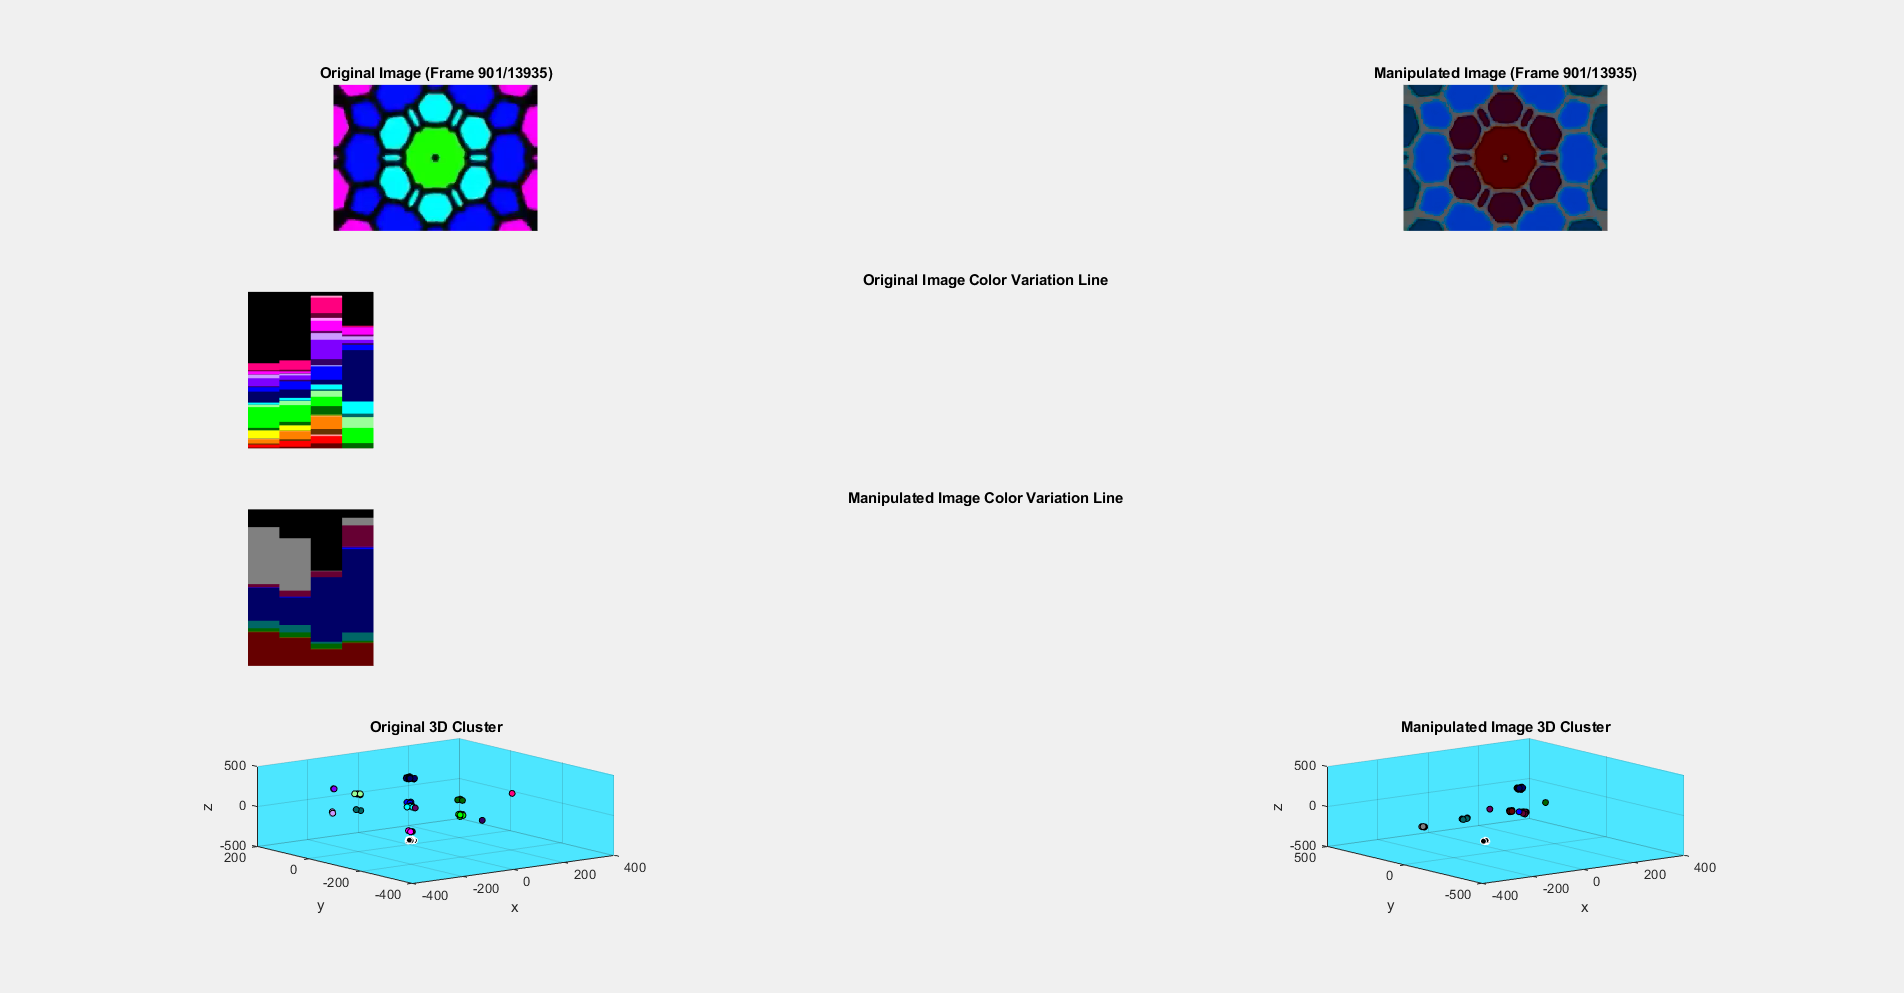 Original Image (Frame 901/13935)
Manipulated Image (Frame 901/13935)
Original Image Color Variation Line
Manipulated Image Color Variation Line
Original 3D Cluster
500
0
-500
z
200
0
-200
-400
y
-400
-200
0
200
400
x
Manipulated Image 3D Cluster
500
0
-500
z
500
0
-500
y
-400
-200
0
200
400
x